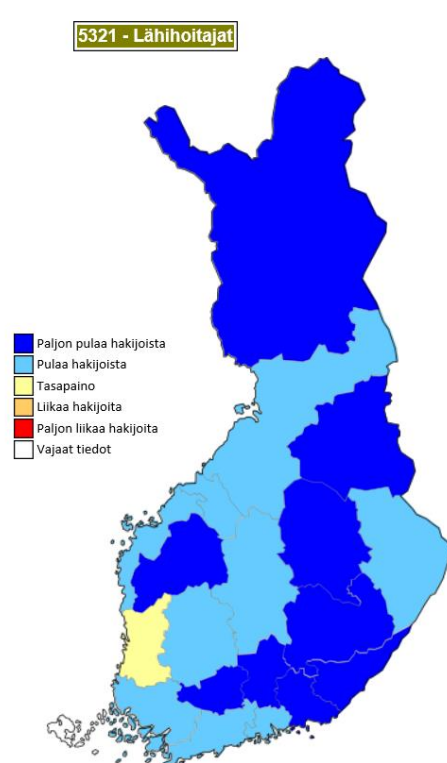 5321 - Lähihoitajat
Paljon pulaa hakijoista
Pulaa hakijoista
Tasapaino
Liikaa hakijoita
Paljon liikaa hakijoita
Vajaat tiedot